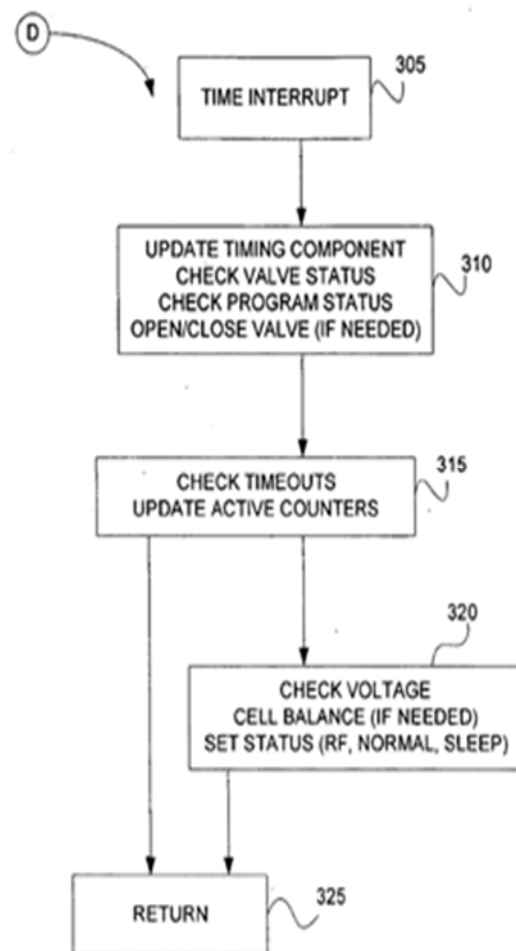 D
TIME INTERRUPT
305
UPDATE TIMING COMPONENT
CHECK VALVE STATUS
CHECK PROGRAM STATUS
OPEN/CLOSE VALVE (IF NEEDED)
310
CHECK TIMEOUTS
UPDATE ACTIVE COUNTERS
315
320
CHECK VOLTAGE
CELL BALANCE (IF NEEDED)
SET STATUS (RF, NORMAL, SLEEP)
RETURN
325